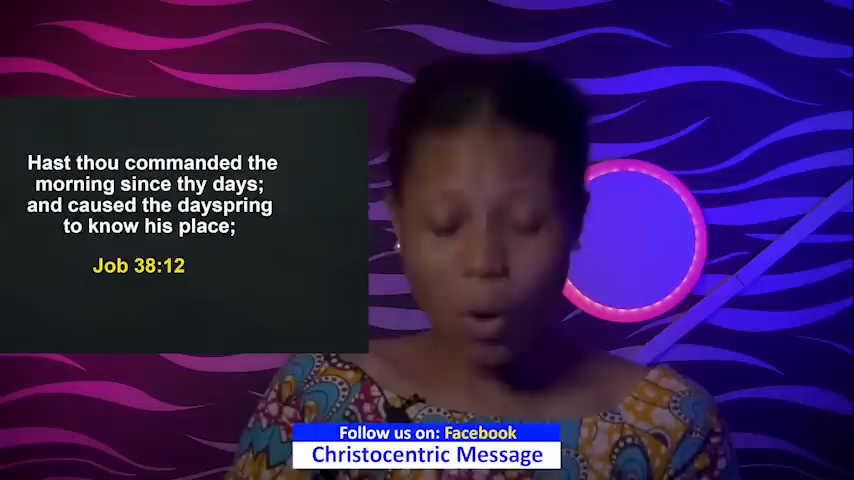 Hast thou commanded the
morning since thy days;
and caused the dayspring
to know his place;
Job 38:12
Follow us on: Facebook
Christocentric Message